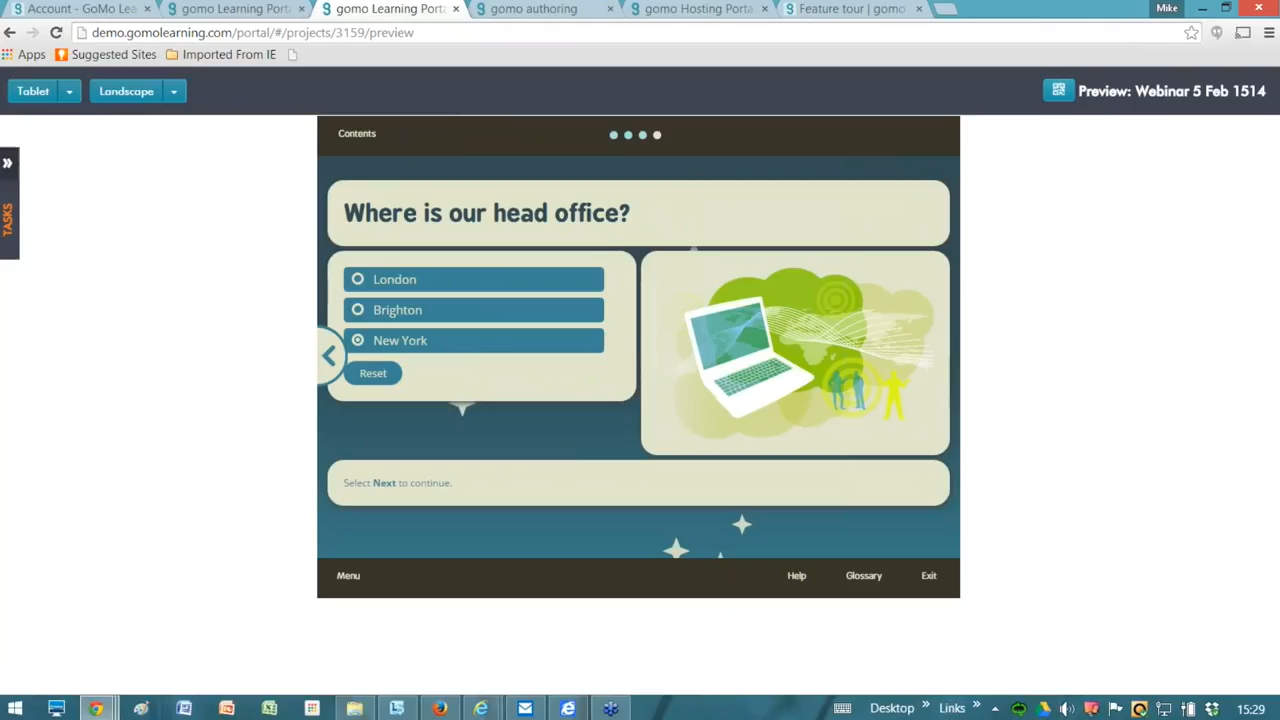 Account - GoMo Lea
gomo Learning Porta
gomo Learning Porta
gomo authoring
gomo Hosting Portal
Feature tour | gomo
Mike
demo.gomolearning.com/portal/#/projects/3159/preview
Apps
Suggested Sites
Imported From IE
Tablet
Landscape
Preview: Webinar 5 Feb 1514
TASKS
Contents
Where is our head office?
London
Brighton
New York
Reset
Select Next to continue.
Menu
Help
Glossary
Exit
Desktop
Links
15:29